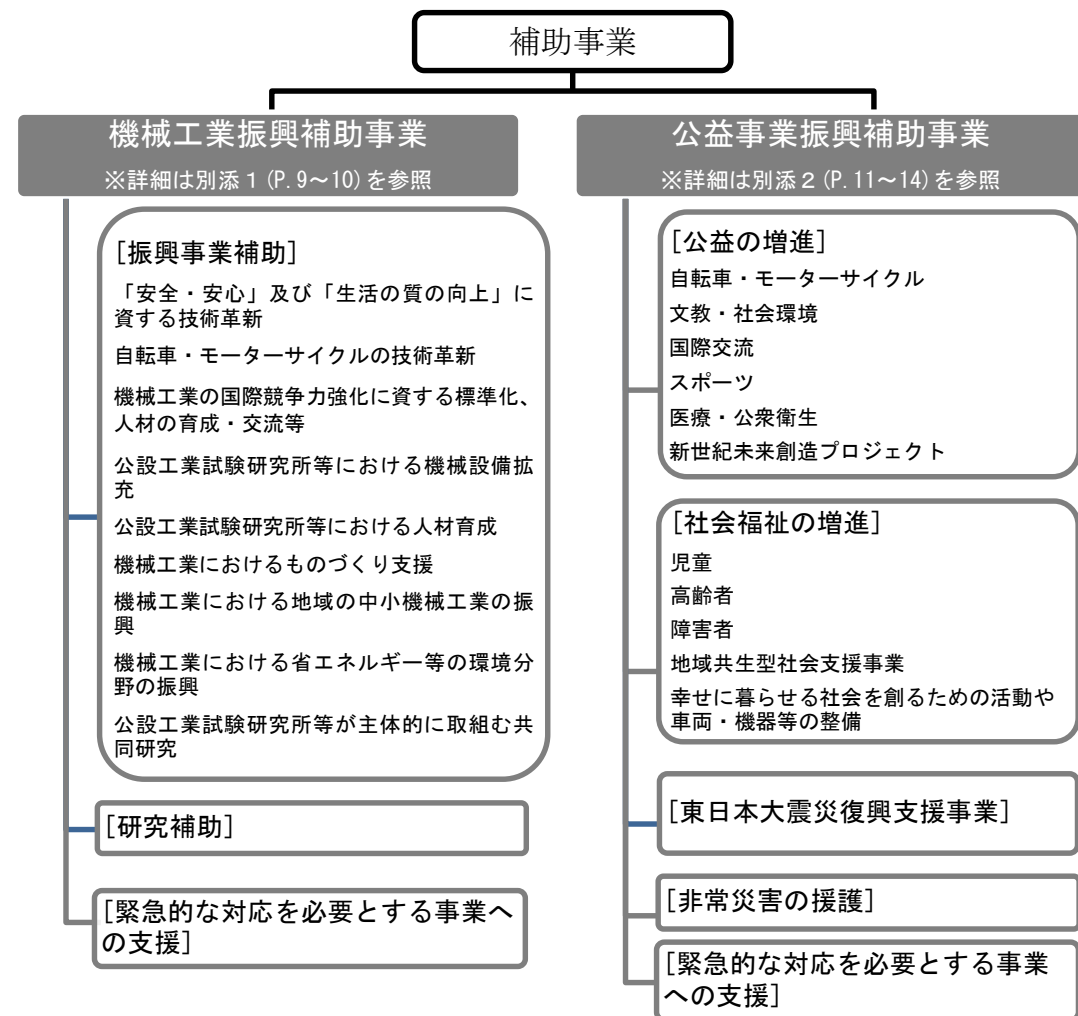 補助事業
機械工業振興補助事業
※詳細は別添１(P.9～10)を参照
[振興事業補助]
「安全・安心」及び「生活の質の向上」に
資する技術革新
自転車・モーターサイクルの技術革新
機械工業の国際競争力強化に資する標準化、
人材の育成・交流等
公設工業試験研究所等における機械設備拡
充
公設工業試験研究所等における人材育成
機械工業におけるものづくり支援
機械工業における地域の中小機械工業の振
興
機械工業における省エネルギー等の環境分
野の振興
公設工業試験研究所等が主体的に取組む共
同研究
[研究補助]
[緊急的な対応を必要とする事業へ
の支援]
公益事業振興補助事業
※詳細は別添２(P.11～14)を参照
[公益の増進]
自転車・モーターサイクル
文教・社会環境
国際交流
スポーツ
医療・公衆衛生
新世紀未来創造プロジェクト
[社会福祉の増進]
児童
高齢者
障害者
地域共生型社会支援事業
幸せに暮らせる社会を創るための活動や
車両・機器等の整備
[東日本大震災復興支援事業]
[非常災害の援護]
[緊急的な対応を必要とする事業
への支援]